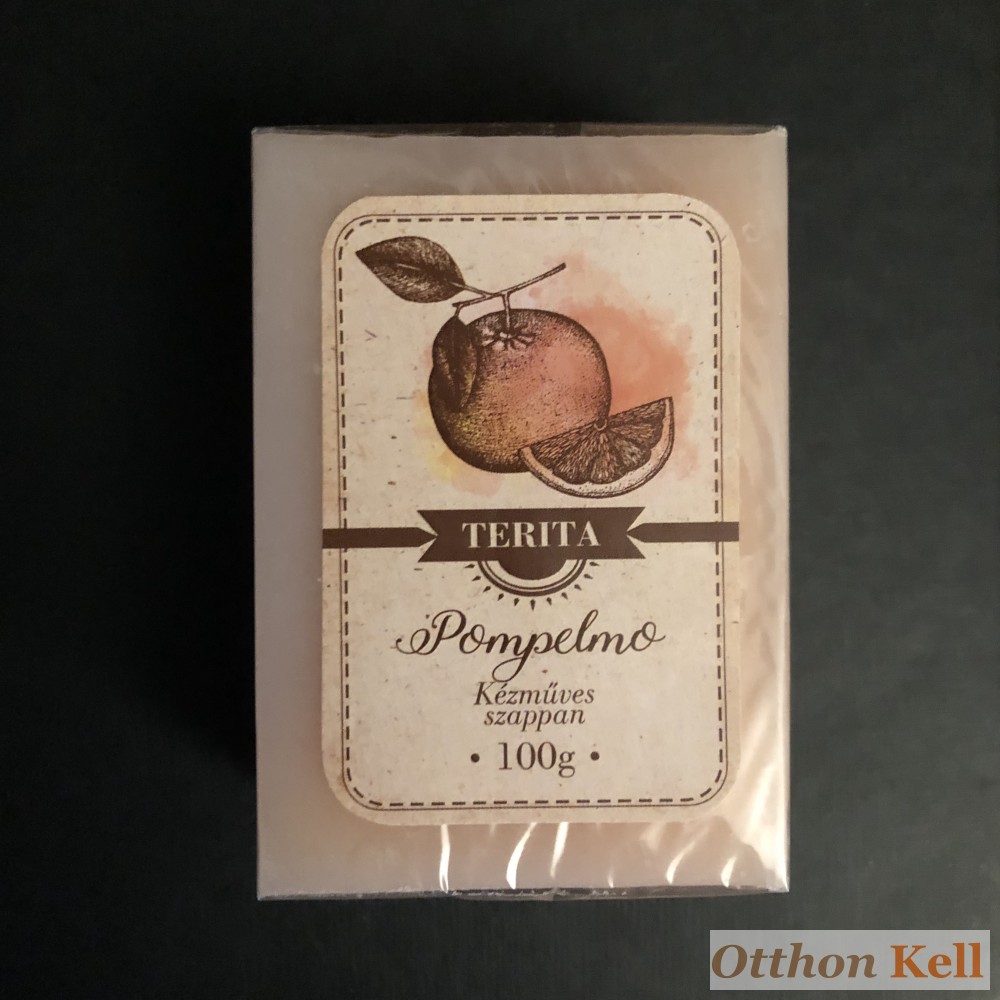 TERITA
Pompelmo
Kézműves
szappan
• 100g •
Otthon Kell